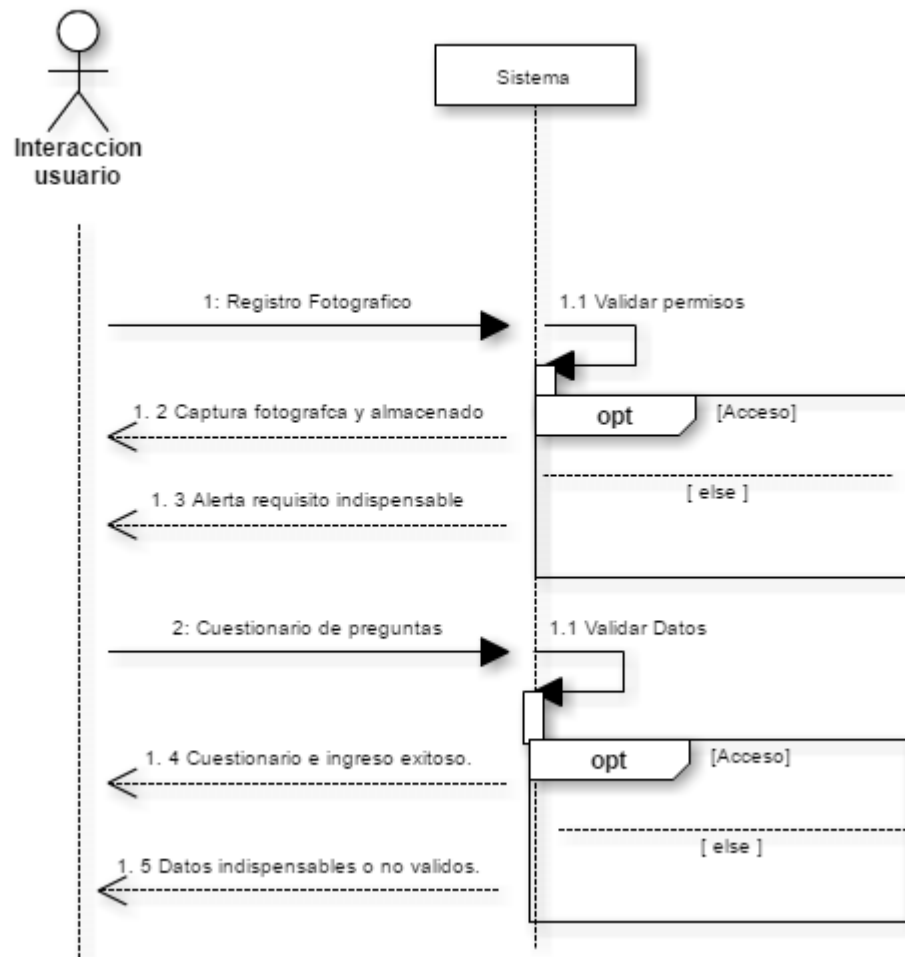 Sistema
Interaccion
usuario
1: Registro Fotografico
1.1 Validar permisos
1. 2 Captura fotografca y almacenado
opt
[Acceso]
1. 3 Alerta requisito indispensable
[ else ]
2: Cuestionario de preguntas
1.1 Validar Datos
1. 4 Cuestionario e ingreso exitoso.
opt
[Acceso]
1. 5 Datos indispensables o no validos.
[ else ]